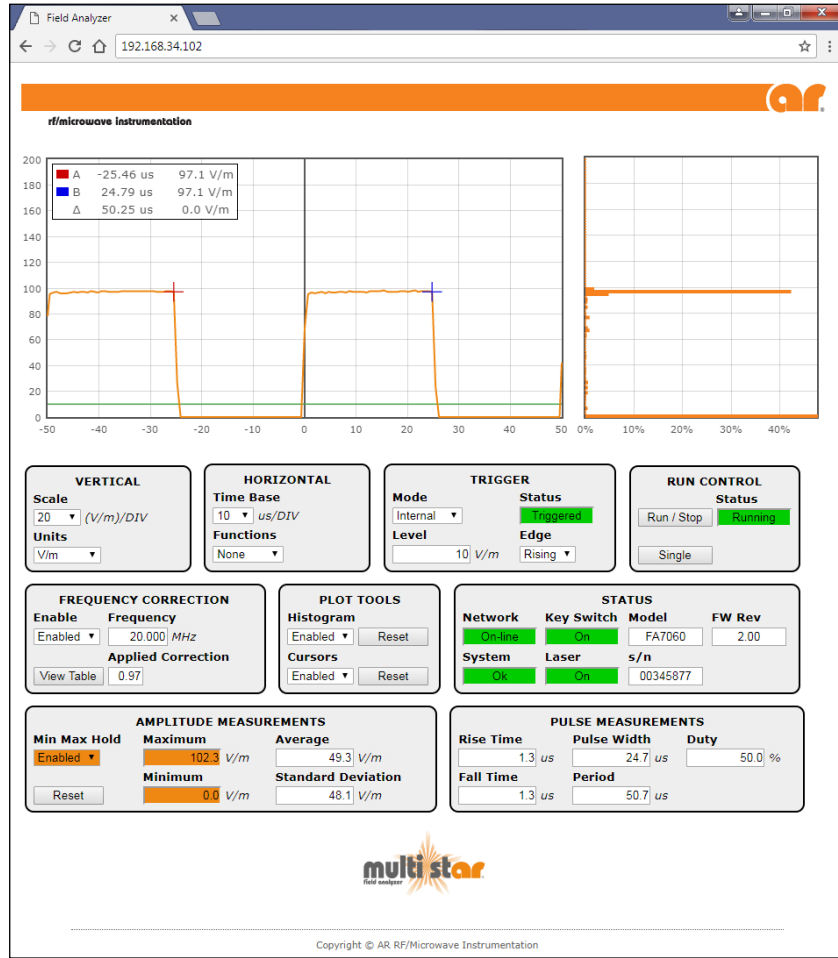 Field Analyzer
192.168.34.102
ar
rf/microwave instrumentation
A -25.46 us 97.1 V/m
B 24.79 us 97.1 V/m
Δ 50.25 us 0.0 V/m
200
180
160
140
120
100
80
60
40
20
0
-50 -40 -30 -20 -10 0 10 20 30 40 50
0% 10% 20% 30% 40%
VERTICAL
Scale
20 (V/m)/DIV
Units
V/m
HORIZONTAL
Time Base
10 us/DIV
Functions
None
TRIGGER
Mode Status
Internal Triggered
Level Edge
10 V/m Rising
RUN CONTROL
Status
Run / Stop Running
Single
FREQUENCY CORRECTION
Enable Frequency
Enabled 20.000 MHz
Applied Correction
View Table 0.97
PLOT TOOLS
Histogram
Enabled Reset
Cursors
Enabled Reset
STATUS
Network Key Switch Model FW Rev
On-line On FA7060 2.00
System Laser s/n
Ok On 00345877
AMPLITUDE MEASUREMENTS
Min Max Hold Maximum Average
Enabled 102.3 V/m 49.3 V/m
Minimum Standard Deviation
Reset 0.0 V/m 48.1 V/m
PULSE MEASUREMENTS
Rise Time Pulse Width Duty
1.3 us 24.7 us 50.0 %
Fall Time Period
1.3 us 50.7 us
multistar
field analyzer
Copyright © AR RF/Microwave Instrumentation